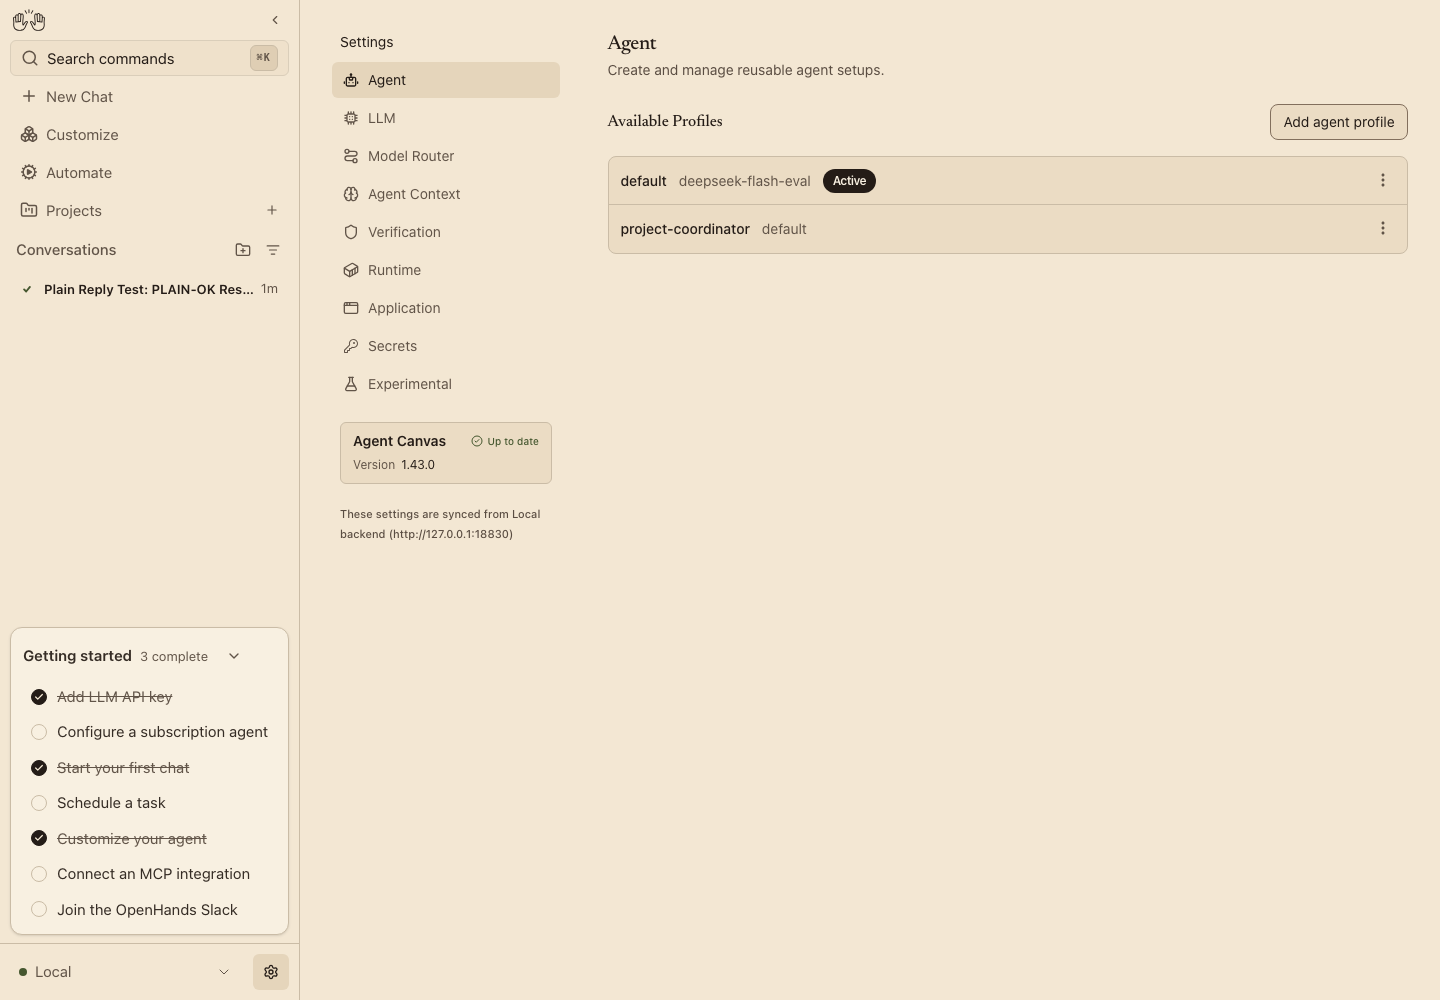 Search commands
⌘K
New Chat
Customize
Automate
Projects
Conversations
Plain Reply Test: PLAIN-OK Res... 1m
Getting started 3 complete
Add LLM API key
Configure a subscription agent
Start your first chat
Schedule a task
Customize your agent
Connect an MCP integration
Join the OpenHands Slack
Local
Settings
Agent
LLM
Model Router
Agent Context
Verification
Runtime
Application
Secrets
Experimental
Agent Canvas Up to date
Version 1.43.0
These settings are synced from Local
backend (http://127.0.0.1:18830)
Agent
Create and manage reusable agent setups.
Available Profiles
Add agent profile
default deepseek-flash-eval Active
project-coordinator default